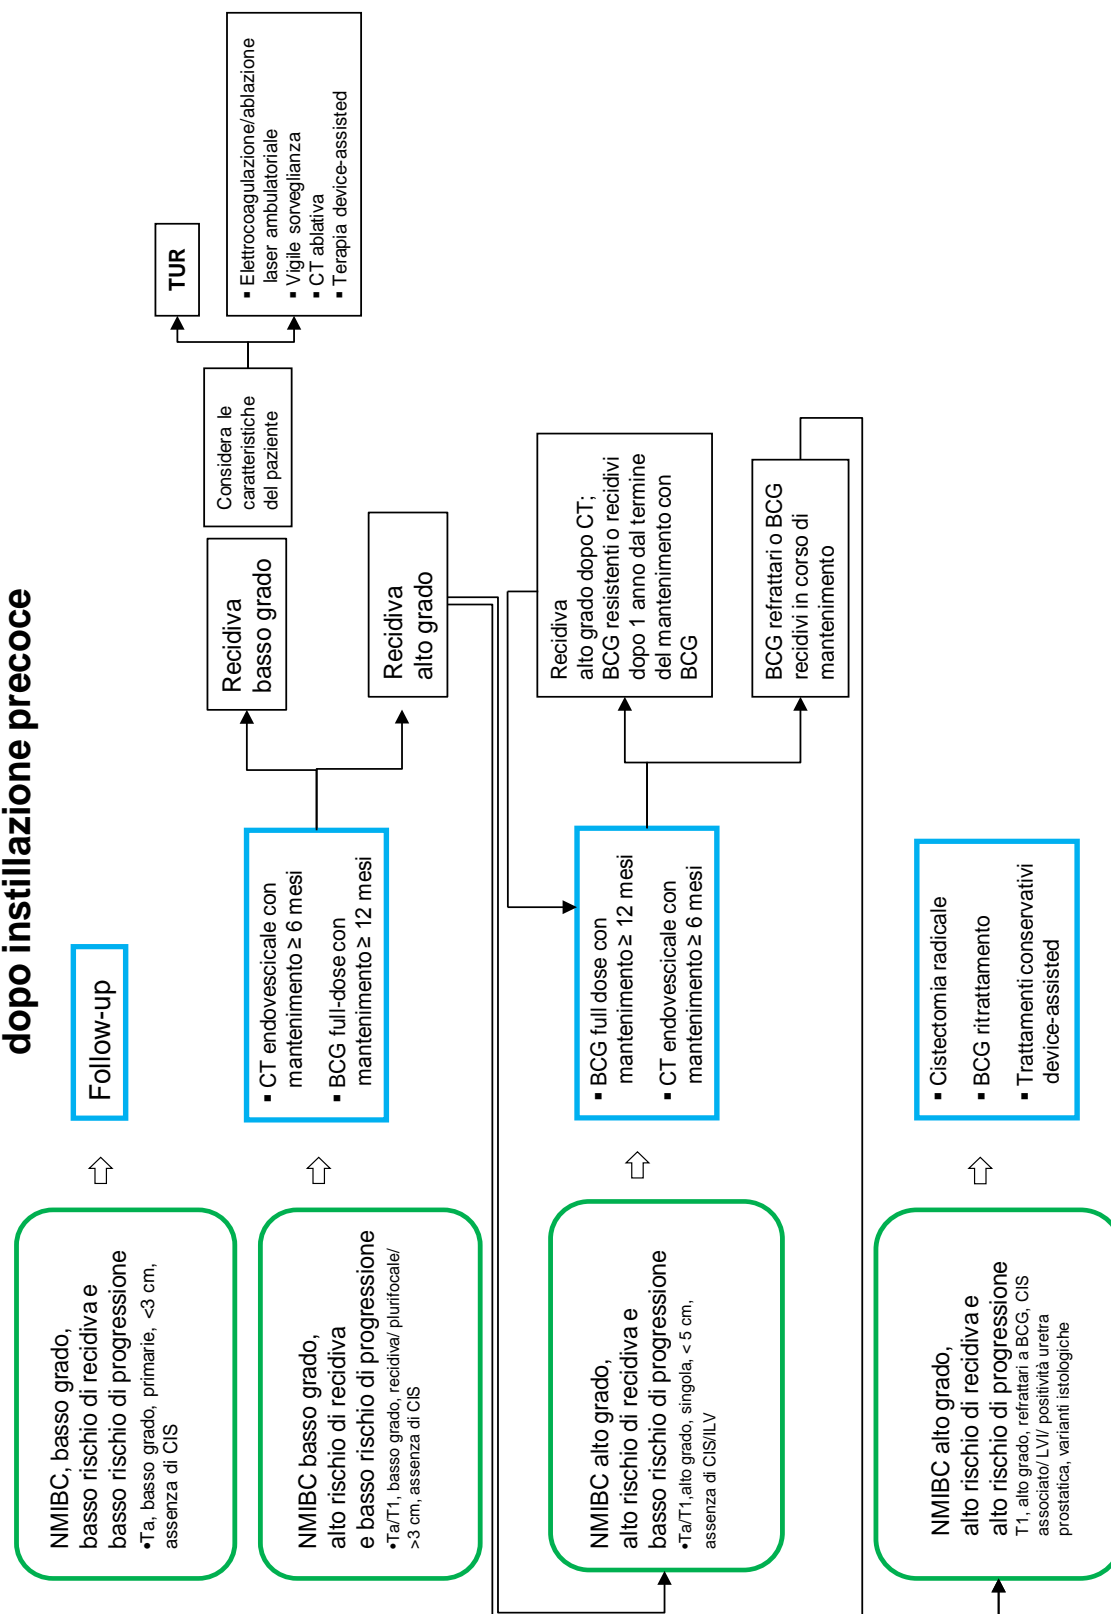 dopo instillazione precoce
NMIBC, basso grado,
basso rischio di recidiva e
basso rischio di progressione
•Ta, basso grado, primarie, <3 cm,
assenza di CIS
Follow-up
NMIBC basso grado,
alto rischio di recidiva
e basso rischio di progressione
•Ta/T1, basso grado, recidiva/ plurifocale/
>3 cm, assenza di CIS
▪ CT endovescicale con
mantenimento ≥ 6 mesi
▪ BCG full-dose con
mantenimento ≥ 12 mesi
Recidiva
basso grado
Considera le
caratteristiche
del paziente
TUR
▪ Elettrocoagulazione/ablazione
laser ambulatoriale
▪ Vigile sorveglianza
▪ CT ablativa
▪ Terapia device-assisted
Recidiva
alto grado
NMIBC alto grado,
alto rischio di recidiva e
basso rischio di progressione
•Ta/T1,alto grado, singola, < 5 cm,
assenza di CIS/ILV
▪ BCG full dose con
mantenimento ≥ 12 mesi
▪ CT endovescicale con
mantenimento ≥ 6 mesi
Recidiva
alto grado dopo CT;
BCG resistenti o recidivi
dopo 1 anno dal termine
del mantenimento con
BCG
BCG refrattari o BCG
recidivi in corso di
mantenimento
NMIBC alto grado,
alto rischio di recidiva e
alto rischio di progressione
T1, alto grado, refrattari a BCG, CIS
associato/ LVI/ positività uretra
prostatica, varianti istologiche
▪ Cistectomia radicale
▪ BCG ritrattamento
▪ Trattamenti conservativi
device-assisted